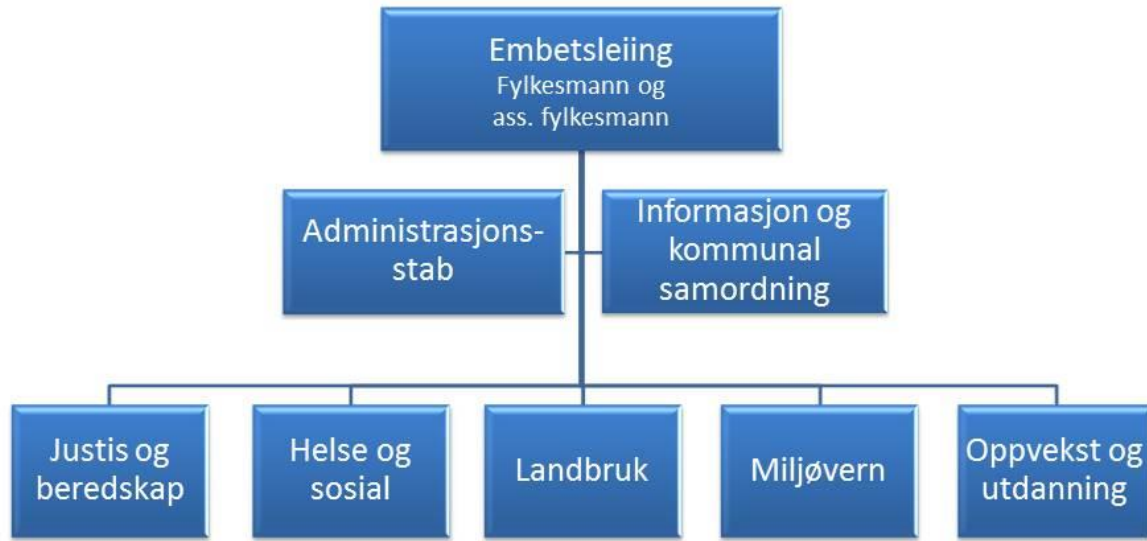 Embetsleiing
Fylkesmann og
ass. fylkesmann
Administrasjons-
stab
Informasjon og
kommunal
samordning
Justis og
beredskap
Helse og
sosial
Landbruk
Miljøvern
Oppvekst og
utdanning